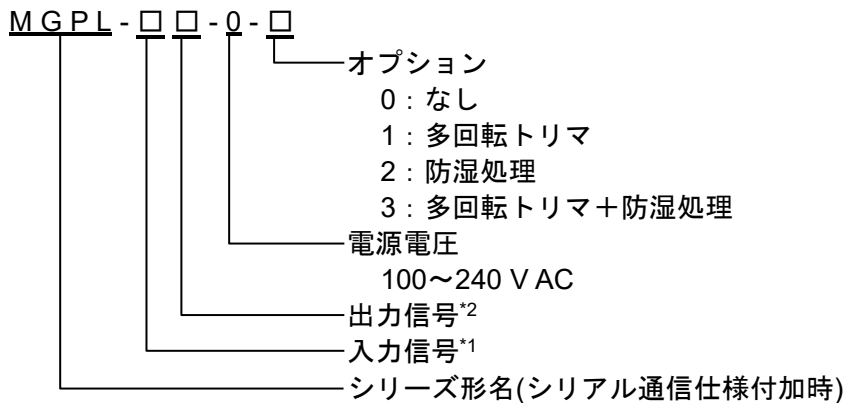 MGPL-□□-0-□
オプション
0：なし
1：多回転トリマ
2：防湿処理
3：多回転トリマ＋防湿処理
電源電圧
100～240 V AC
出力信号*2
入力信号*1
シリーズ形名(シリアル通信仕様付加時)